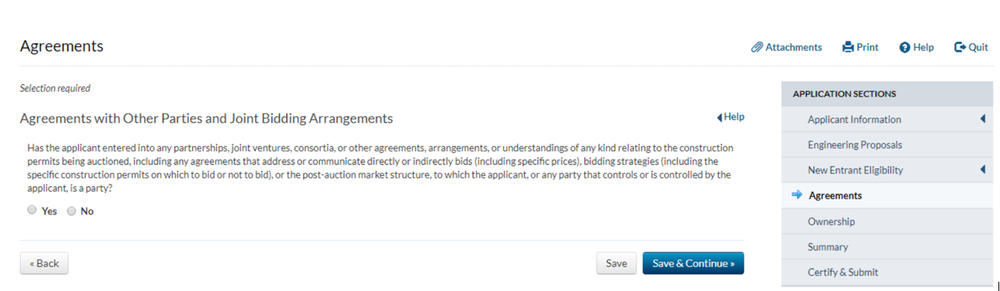 Agreements
Attachments Print Help Quit
Selection required
Agreements with Other Parties and Joint Bidding Arrangements
Help
Has the applicant entered into any partnerships, joint ventures, consortia, or other agreements, arrangements, or understandings of any kind relating to the construction
permits being auctioned, including any agreements that address or communicate directly or indirectly bids (including specific prices), bidding strategies (including the
specific construction permits on which to bid or not to bid), or the post-auction market structure, to which the applicant, or any party that controls or is controlled by the
applicant, is a party?
Yes No
« Back
Save
Save & Continue »
APPLICATION SECTIONS
Applicant Information
Engineering Proposals
New Entrant Eligibility
Agreements
Ownership
Summary
Certify & Submit